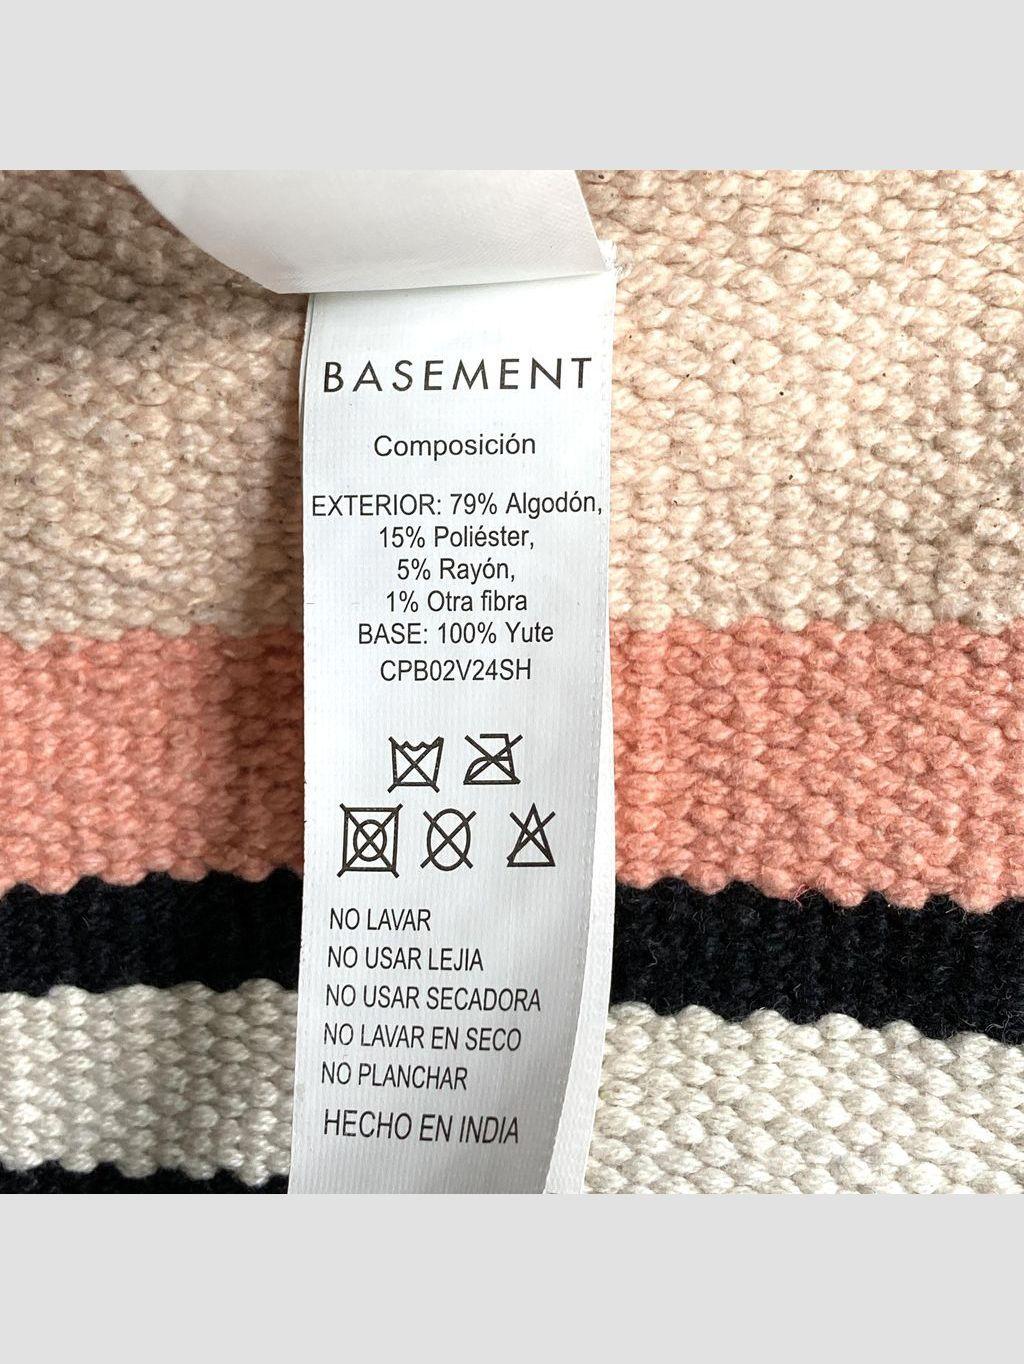 BASEMENT
Composición
EXTERIOR: 79% Algodón,
15% Poliéster,
5% Rayón,
1% Otra fibra
BASE: 100% Yute
CPB02V24SH
NO LAVAR
NO USAR LEJIA
NO USAR SECADORA
NO LAVAR EN SECO
NO PLANCHAR
HECHO EN INDIA